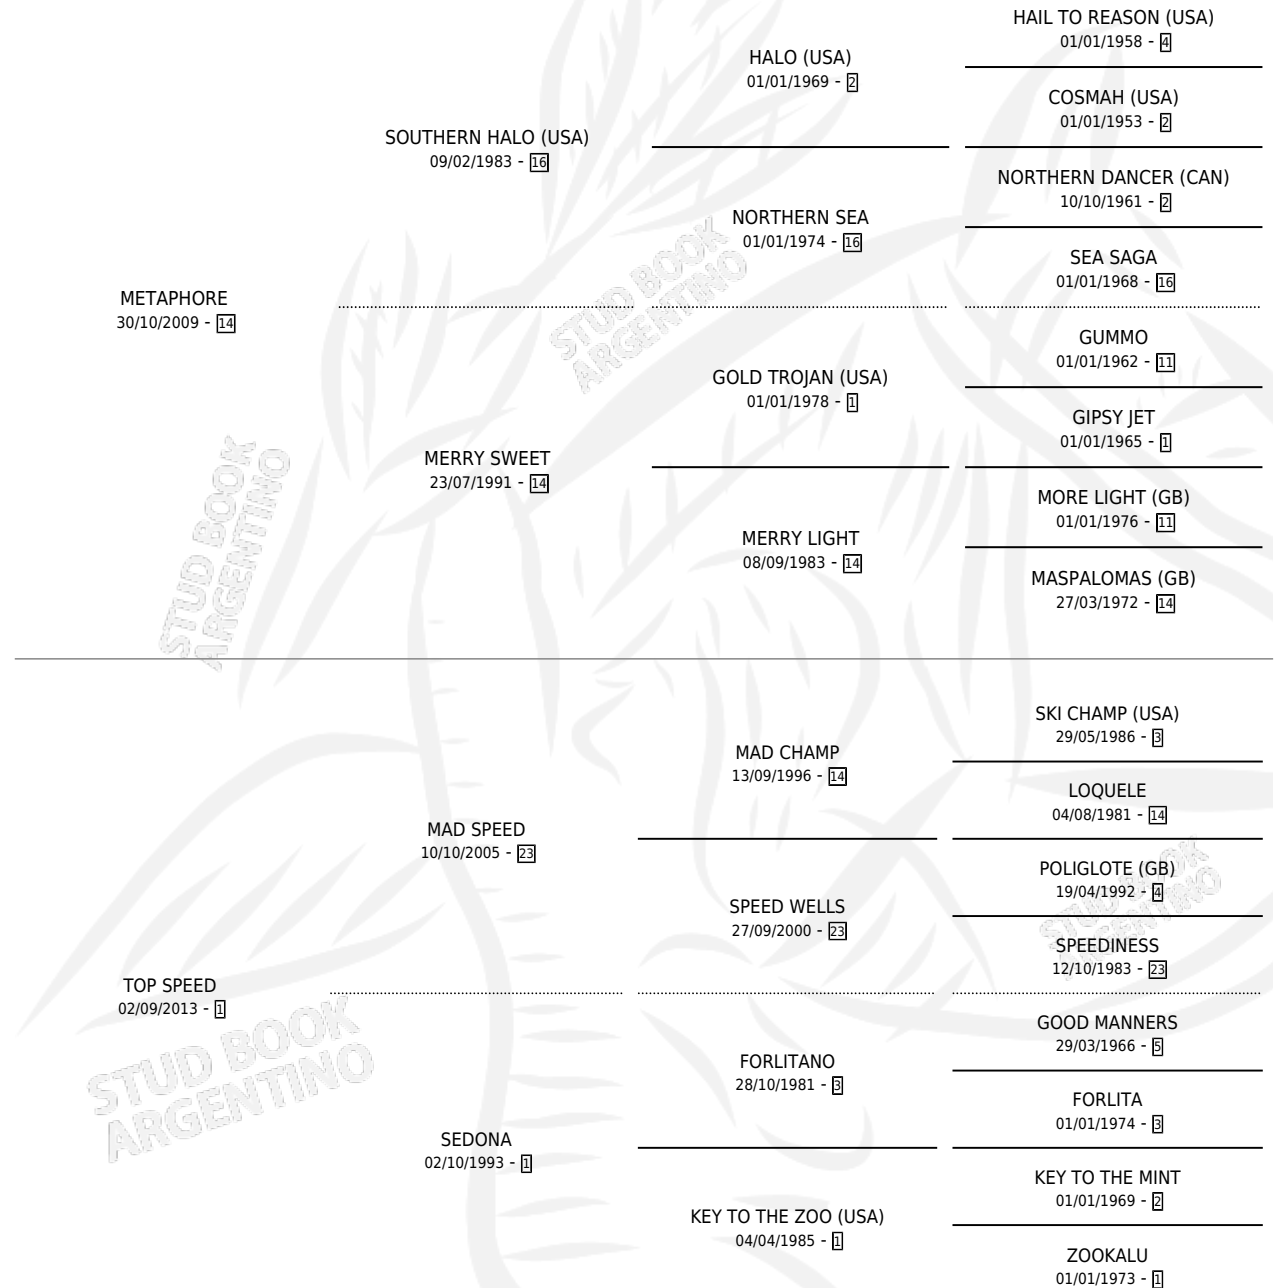 HAIL TO REASON (USA)
01/01/1958 - 4
HALO (USA)
01/01/1969 - 2
COSMAH (USA)
01/01/1953 - 2
SOUTHERN HALO (USA)
09/02/1983 - 16
NORTHERN DANCER (CAN)
10/10/1961 - 2
NORTHERN SEA
01/01/1974 - 16
SEA SAGA
01/01/1968 - 16
METAPHORE
30/10/2009 - 14
GUMMO
01/01/1962 - 11
GOLD TROJAN (USA)
01/01/1978 - 1
GIPSY JET
01/01/1965 - 1
MERRY SWEET
23/07/1991 - 14
MORE LIGHT (GB)
01/01/1976 - 11
MERRY LIGHT
08/09/1983 - 14
MASPALOMAS (GB)
27/03/1972 - 14
SKI CHAMP (USA)
29/05/1986 - 3
MAD CHAMP
13/09/1996 - 14
LOQUELE
04/08/1981 - 14
MAD SPEED
10/10/2005 - 23
POLIGLOTE (GB)
19/04/1992 - 4
SPEED WELLS
27/09/2000 - 23
SPEEDINESS
12/10/1983 - 23
TOP SPEED
02/09/2013 - 1
GOOD MANNERS
29/03/1966 - 5
FORLITANO
28/10/1981 - 3
FORLITA
01/01/1974 - 3
SEDONA
02/10/1993 - 1
KEY TO THE MINT
01/01/1969 - 2
KEY TO THE ZOO (USA)
04/04/1985 - 1
ZOOKALU
01/01/1973 - 1
STUD BOOK
ARGENTINO
STUD BOOK
ARGENTINO
STUD BOOK
ARGENTINO
STUD BOOK
ARGENTINO